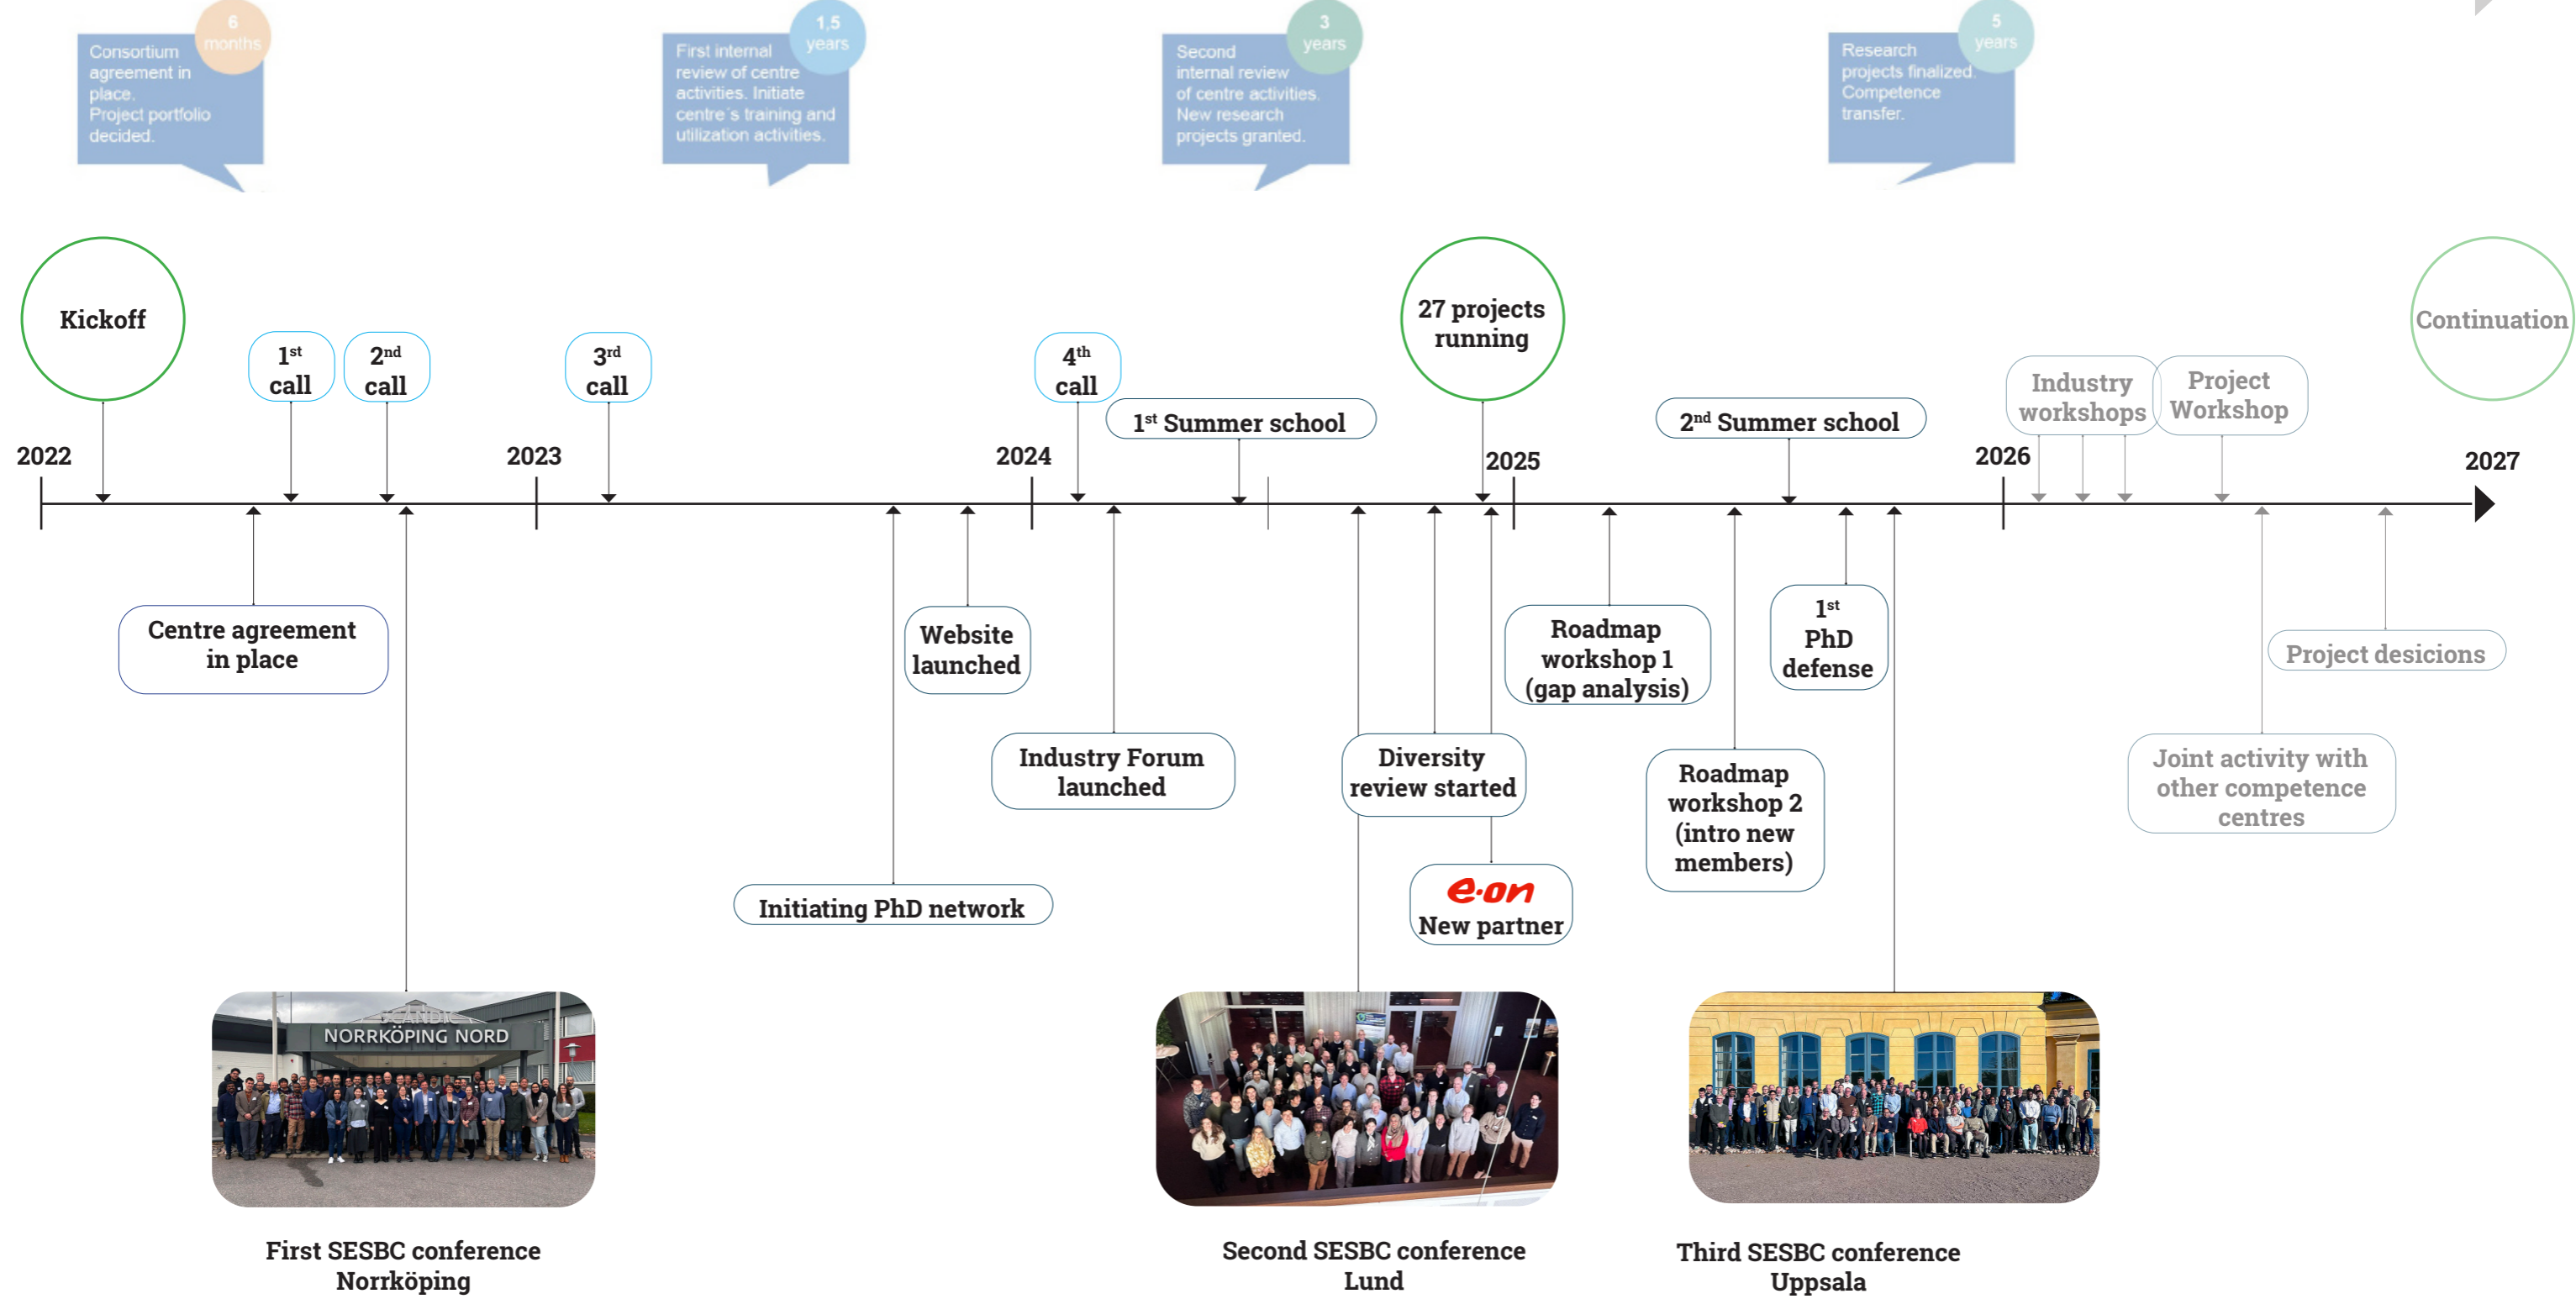 6
months
Consortium
agreement in
place.
Project portfolio
decided.
1,5
years
First internal
review of centre
activities. Initiate
centre´s training and
utilization activities.
3
years
Second
internal review
of centre activities.
New research
projects granted.
5
years
Research
projects finalized.
Competence
transfer.
Kickoff
1st
call
2nd
call
3rd
call
4th
call
1st Summer school
27 projects
running
2nd Summer school
Industry
workshops
Project
Workshop
Continuation
2022
2023
2024
2025
2026
2027
Centre agreement
in place
Website
launched
Industry Forum
launched
Initiating PhD network
Diversity
review started
e·on
New partner
Roadmap
workshop 1
(gap analysis)
Roadmap
workshop 2
(intro new
members)
1st
PhD
defense
Project desicions
Joint activity with
other competence
centres
SCANDIC
NORRKÖPING NORD
First SESBC conference
Norrköping
Second SESBC conference
Lund
Third SESBC conference
Uppsala